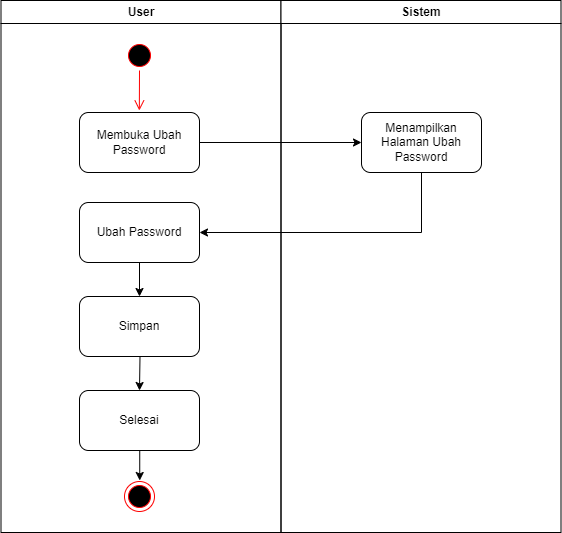 User
Sistem
Membuka Ubah
Password
Menampilkan
Halaman Ubah
Password
Ubah Password
Simpan
Selesai